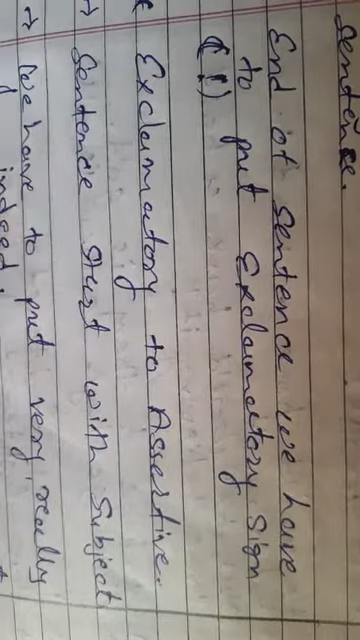 Sentence.
End of Sentence we have
to put Exclamatory Sign
(!)
Exclamatory to Assertive.
→ Sentence Start with Subject
→ We have to put very, really
indeed.